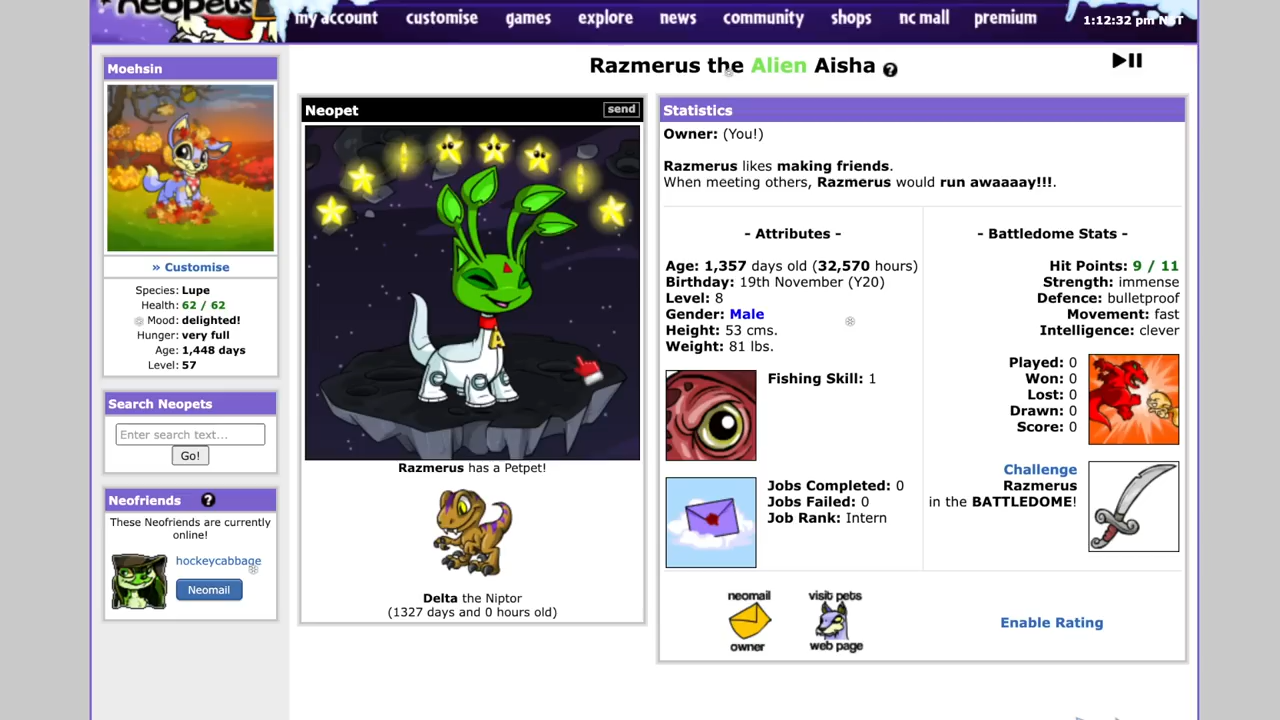 neopets
my account customise games explore news community shops nc mall premium
1:12:32 pm NST
Moehsin
» Customise
Species: Lupe
Health: 62 / 62
Mood: delighted!
Hunger: very full
Age: 1,448 days
Level: 57
Search Neopets
Enter search text...
Go!
Neofriends ?
These Neofriends are currently
online!
hockeycabbage
Neomail
Razmerus the Alien Aisha ?
Neopet
send
A
Razmerus has a Petpet!
Delta the Niptor
(1327 days and 0 hours old)
Statistics
Owner: (You!)
Razmerus likes making friends.
When meeting others, Razmerus would run awaaaay!!!.
- Attributes -
Age: 1,357 days old (32,570 hours)
Birthday: 19th November (Y20)
Level: 8
Gender: Male
Height: 53 cms.
Weight: 81 lbs.
Fishing Skill: 1
Jobs Completed: 0
Jobs Failed: 0
Job Rank: Intern
- Battledome Stats -
Hit Points: 9 / 11
Strength: immense
Defence: bulletproof
Movement: fast
Intelligence: clever
Played: 0
Won: 0
Lost: 0
Drawn: 0
Score: 0
Challenge
Razmerus
in the BATTLEDOME!
neomail
owner
visit pets
web page
Enable Rating